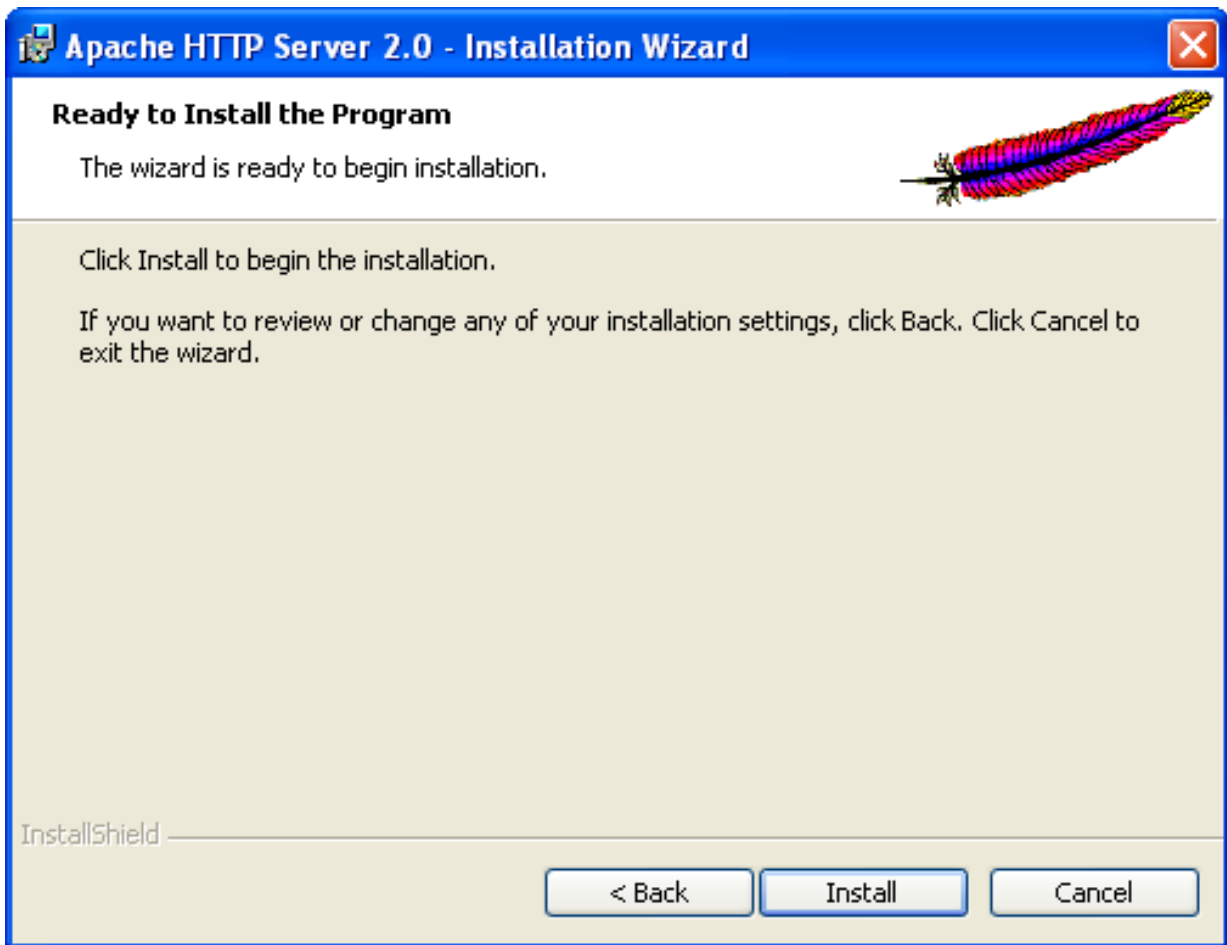 Apache HTTP Server 2.0 - Installation Wizard
Ready to Install the Program
The wizard is ready to begin installation.
Click Install to begin the installation.
If you want to review or change any of your installation settings, click Back. Click Cancel to
exit the wizard.
InstallShield
< Back
Install
Cancel